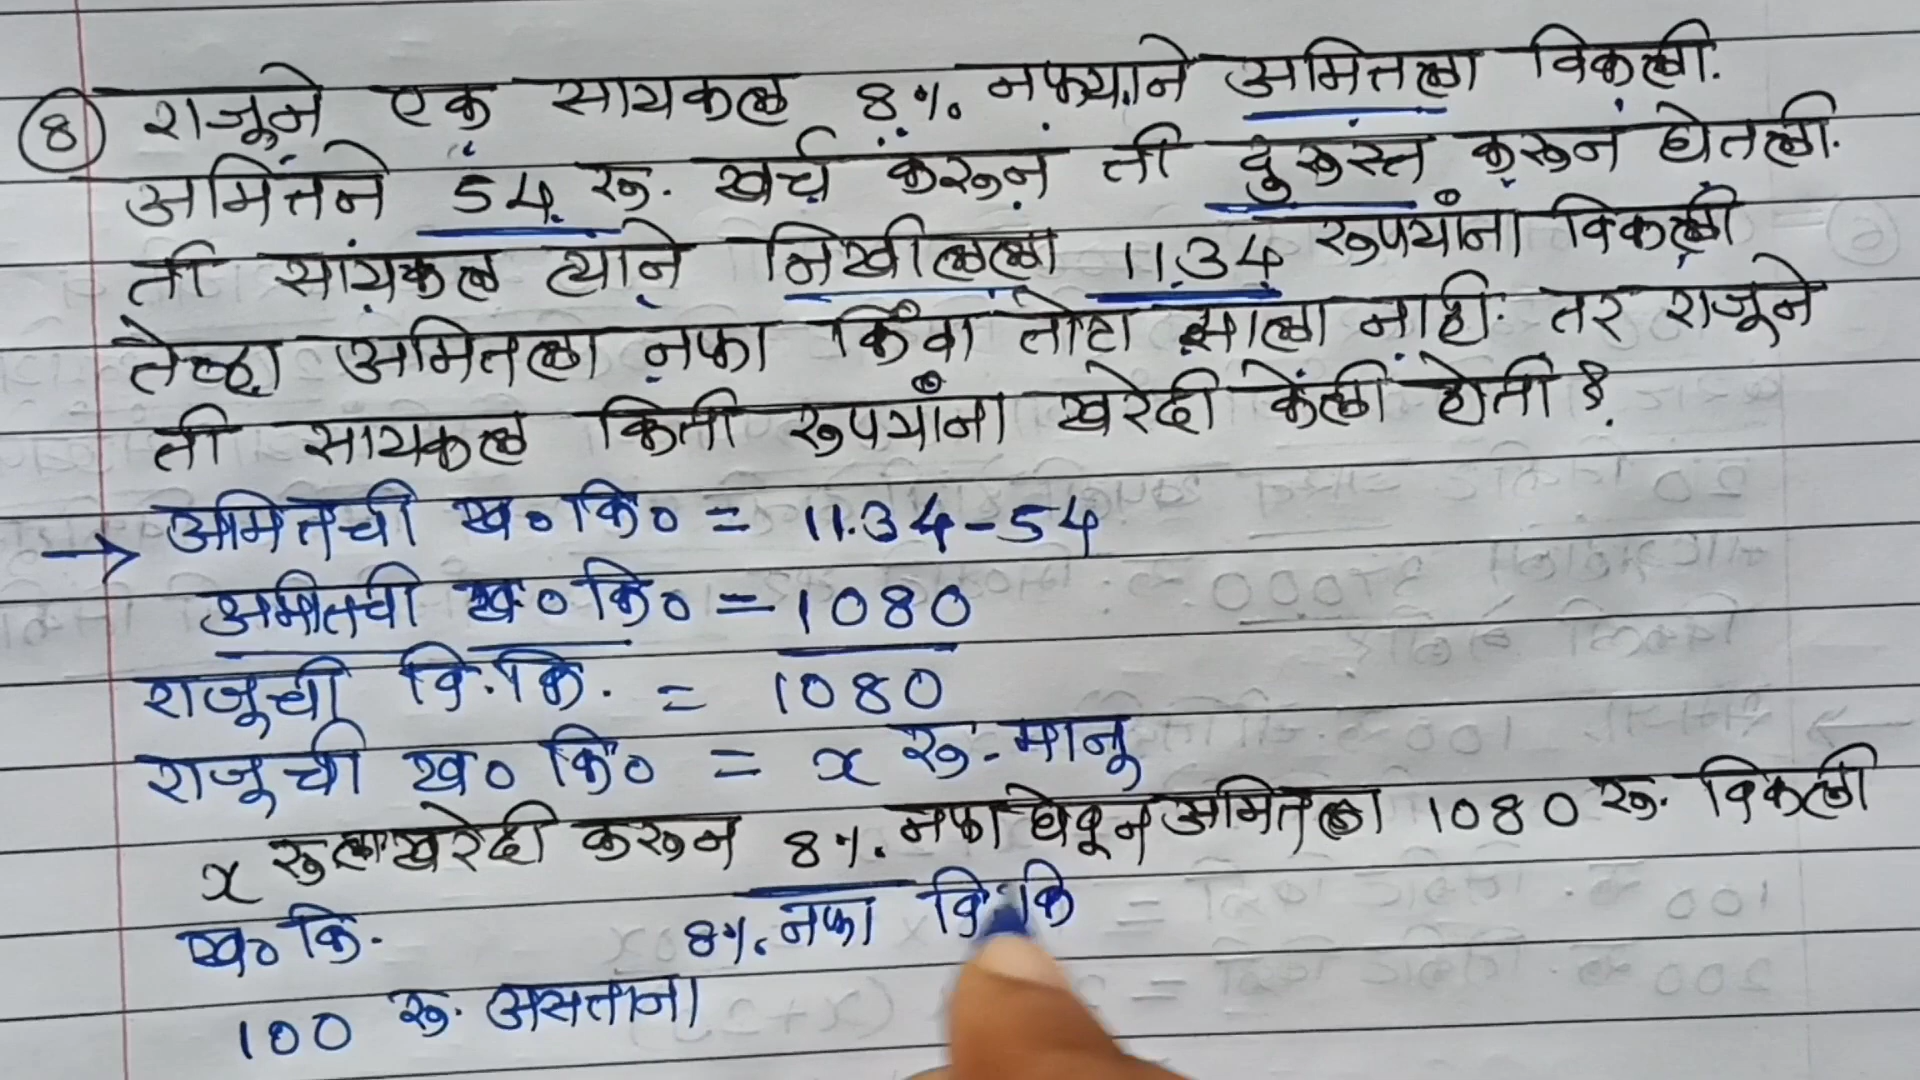 8 राजूने एक सायकल 8% नफ्याने अमितला विकली.
अमितने 54 रु. खर्च करून ती दुरुस्त करून घेतली.
ती सायकल त्याने निखीलला 1134 रुपयांना विकली
तेव्हा अमितला नफा किंवा तोटा झाला नाही. तर राजूने
ती सायकल किती रुपयांना खरेदी केली होती?
→ अमितची ख० कि० = 1134-54
अमीतची ख० कि० = 1080
राजूची वि.कि. = 1080
राजूची ख० कि० = x रु. मानू
x रुला खरेदी करून 8% नफा घेवून अमितला 1080 रु. विकली
ख० कि. 8% नफा वि.कि
100 रु. असताना